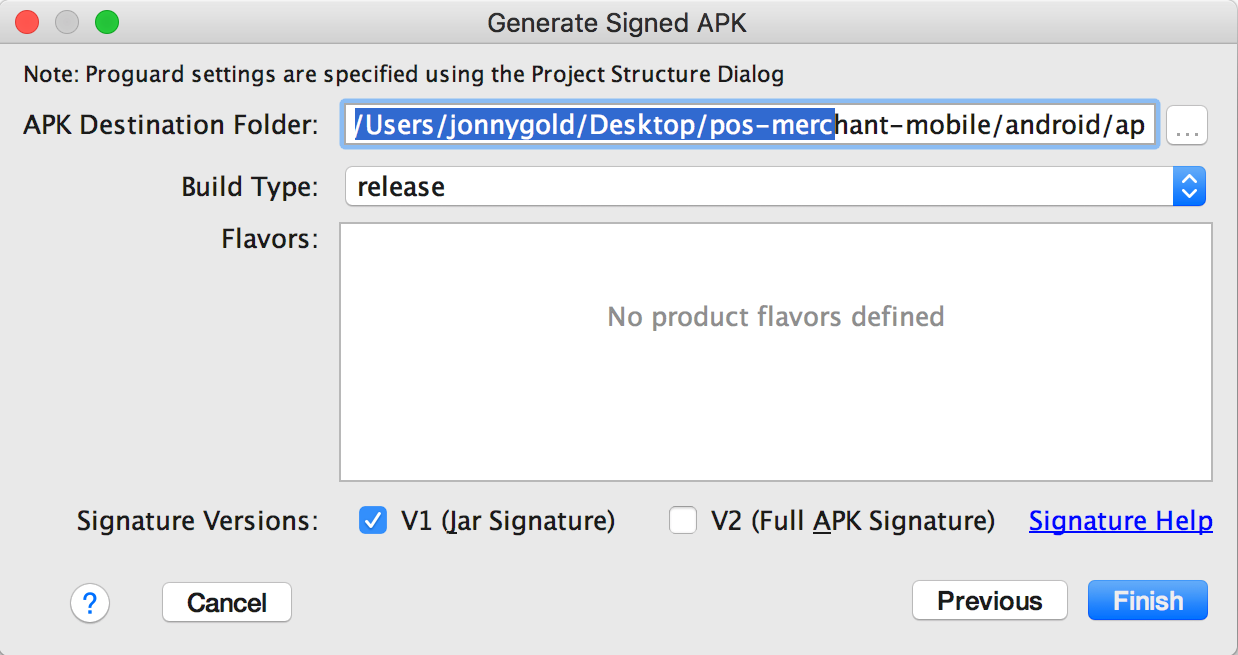 Generate Signed APK
Note: Proguard settings are specified using the Project Structure Dialog
APK Destination Folder: /Users/jonnygold/Desktop/pos-merchant-mobile/android/ap ...
Build Type: release
Flavors:
No product flavors defined
Signature Versions: V1 (Jar Signature) V2 (Full APK Signature) Signature Help
? Cancel Previous Finish